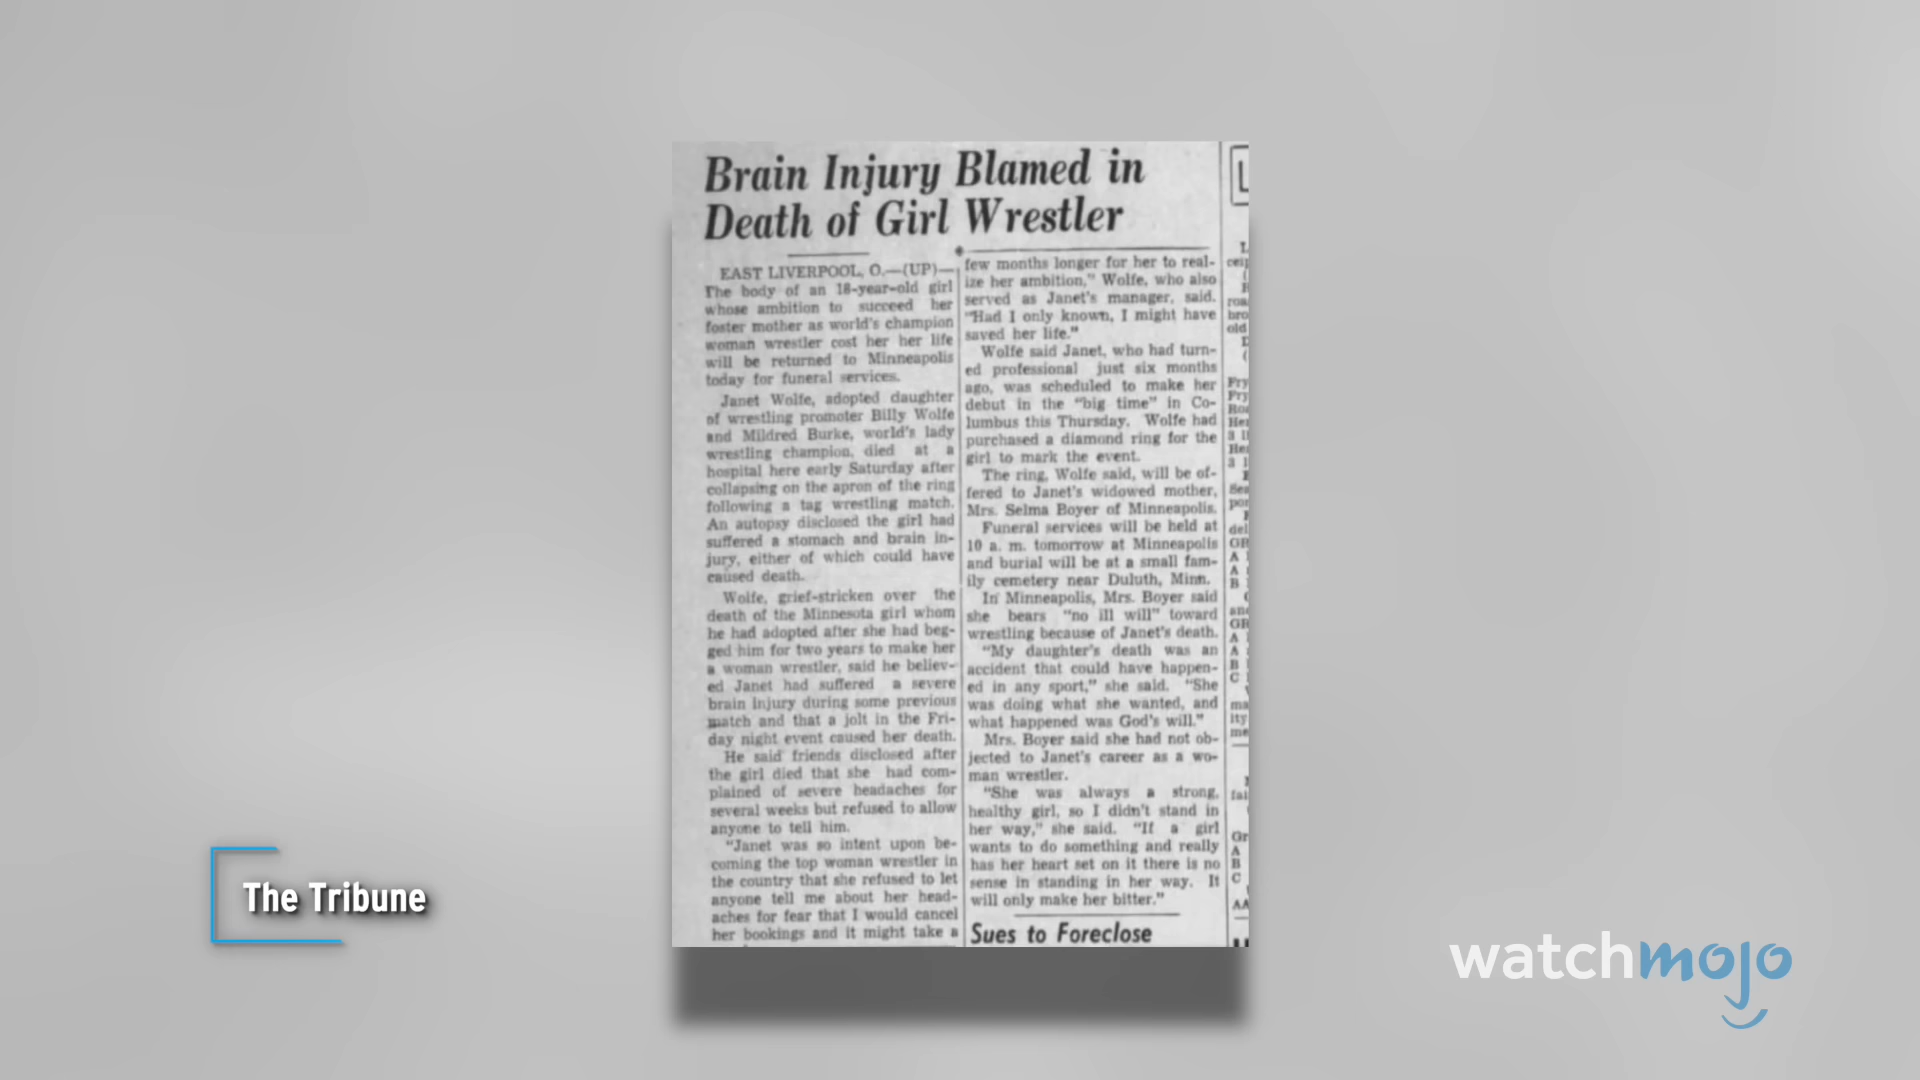 Brain Injury Blamed in
Death of Girl Wrestler
EAST LIVERPOOL, O.—(UP)—
The body of an 18-year-old girl
whose ambition to succeed her
foster mother as world's champion
woman wrestler cost her her life
will be returned to Minneapolis
today for funeral services.
Janet Wolfe, adopted daughter
of wrestling promoter Billy Wolfe
and Mildred Burke, world's lady
wrestling champion, died at a
hospital here early Saturday after
collapsing on the apron of the ring
following a tag wrestling match.
An autopsy disclosed the girl had
suffered a stomach and brain in-
jury, either of which could have
caused death.
Wolfe, grief-stricken over the
death of the Minnesota girl whom
he had adopted after she had beg-
ged him for two years to make her
a woman wrestler, said he believ-
ed Janet had suffered a severe
brain injury during some previous
match and that a jolt in the Fri-
day night event caused her death.
He said friends disclosed after
the girl died that she had com-
plained of severe headaches for
several weeks but refused to allow
anyone to tell him.
"Janet was so intent upon be-
coming the top woman wrestler in
the country that she refused to let
anyone tell me about her head-
aches for fear that I would cancel
her bookings and it might take a
few months longer for her to real-
ize her ambition," Wolfe, who also
served as Janet's manager, said.
"Had I only known, I might have
saved her life."
Wolfe said Janet, who had turn-
ed professional just six months
ago, was scheduled to make her
debut in the "big time" in Co-
lumbus this Thursday. Wolfe had
purchased a diamond ring for the
girl to mark the event.
The ring, Wolfe said, will be of-
fered to Janet's widowed mother,
Mrs. Selma Boyer of Minneapolis.
Funeral services will be held at
10 a. m. tomorrow at Minneapolis
and burial will be at a small fam-
ily cemetery near Duluth, Minn.
In Minneapolis, Mrs. Boyer said
she bears "no ill will" toward
wrestling because of Janet's death.
"My daughter's death was an
accident that could have happen-
ed in any sport," she said. "She
was doing what she wanted, and
what happened was God's will."
Mrs. Boyer said she had not ob-
jected to Janet's career as a wo-
man wrestler.
"She was always a strong,
healthy girl, so I didn't stand in
her way," she said. "If a girl
wants to do something and really
has her heart set on it there is no
sense in standing in her way. It
will only make her bitter."
Sues to Foreclose
The Tribune
watchmojo